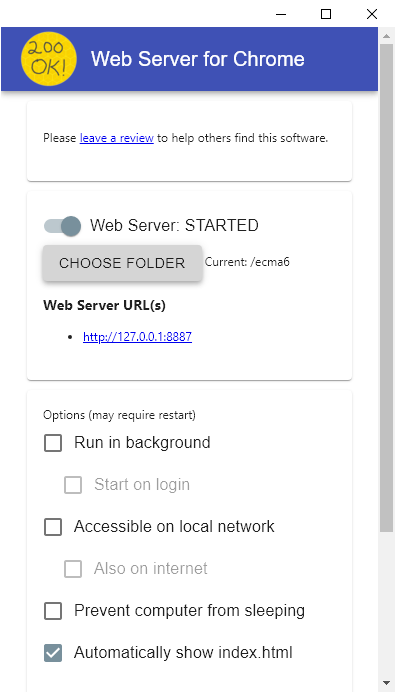 200
OK!
Web Server for Chrome
Please leave a review to help others find this software.
Web Server: STARTED
CHOOSE FOLDER Current: /ecma6
Web Server URL(s)
http://127.0.0.1:8887
Options (may require restart)
Run in background
Start on login
Accessible on local network
Also on internet
Prevent computer from sleeping
Automatically show index.html